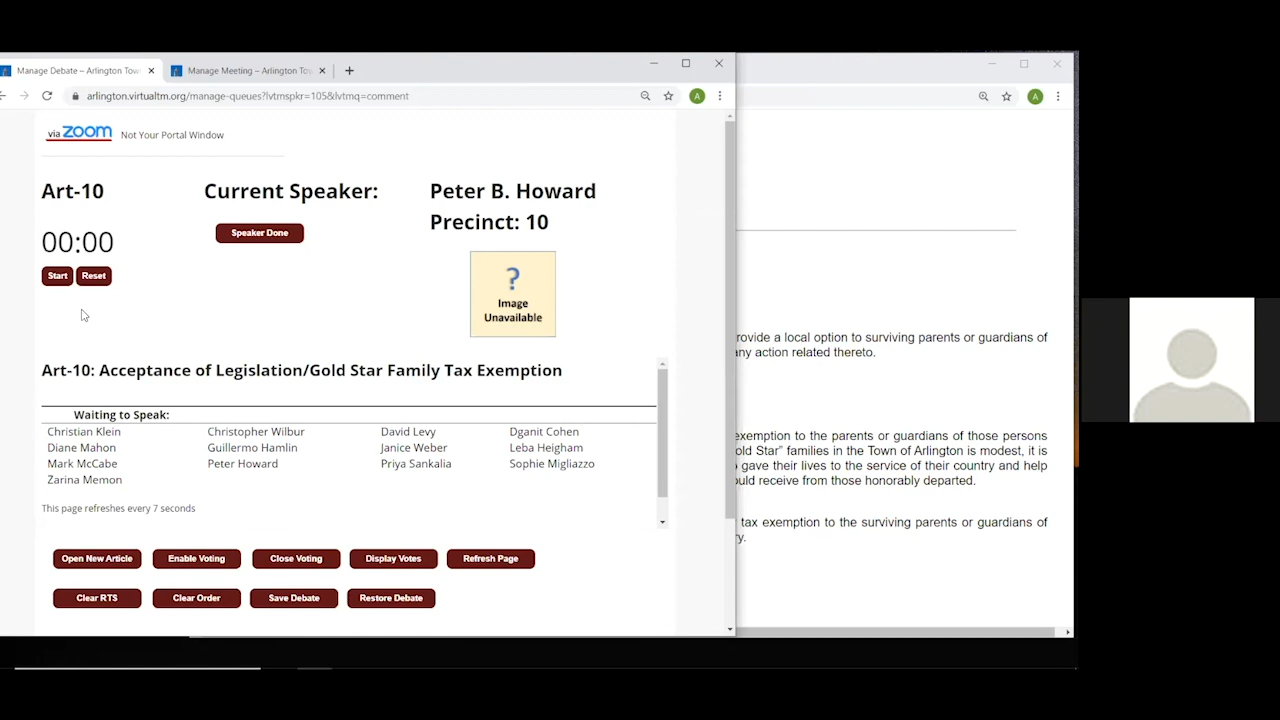 Manage Debate – Arlington Tow
Manage Meeting – Arlington Tow
arlington.virtualtm.org/manage-queues?lvtmspkr=105&lvtmq=comment
A
A
via zoom Not Your Portal Window
Art-10
Current Speaker:
Peter B. Howard
Precinct: 10
00:00
Speaker Done
Start
Reset
?
Image
Unavailable
Art-10: Acceptance of Legislation/Gold Star Family Tax Exemption
Waiting to Speak:
Christian Klein Christopher Wilbur David Levy Dganit Cohen
Diane Mahon Guillermo Hamlin Janice Weber Leba Heigham
Mark McCabe Peter Howard Priya Sankalia Sophie Migliazzo
Zarina Memon
This page refreshes every 7 seconds
Open New Article Enable Voting Close Voting Display Votes Refresh Page
Clear RTS Clear Order Save Debate Restore Debate
rovide a local option to surviving parents or guardians of
any action related thereto.
exemption to the parents or guardians of those persons
old Star" families in the Town of Arlington is modest, it is
gave their lives to the service of their country and help
ould receive from those honorably departed.
tax exemption to the surviving parents or guardians of
ry.